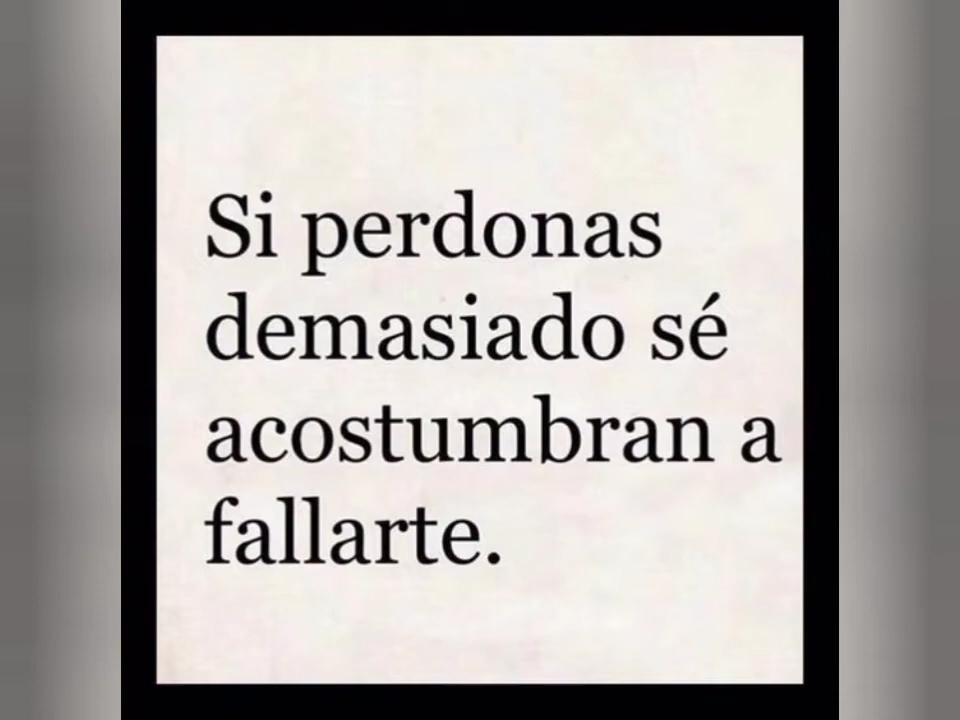 Si perdonas
demasiado sé
acostumbran a
fallarte.